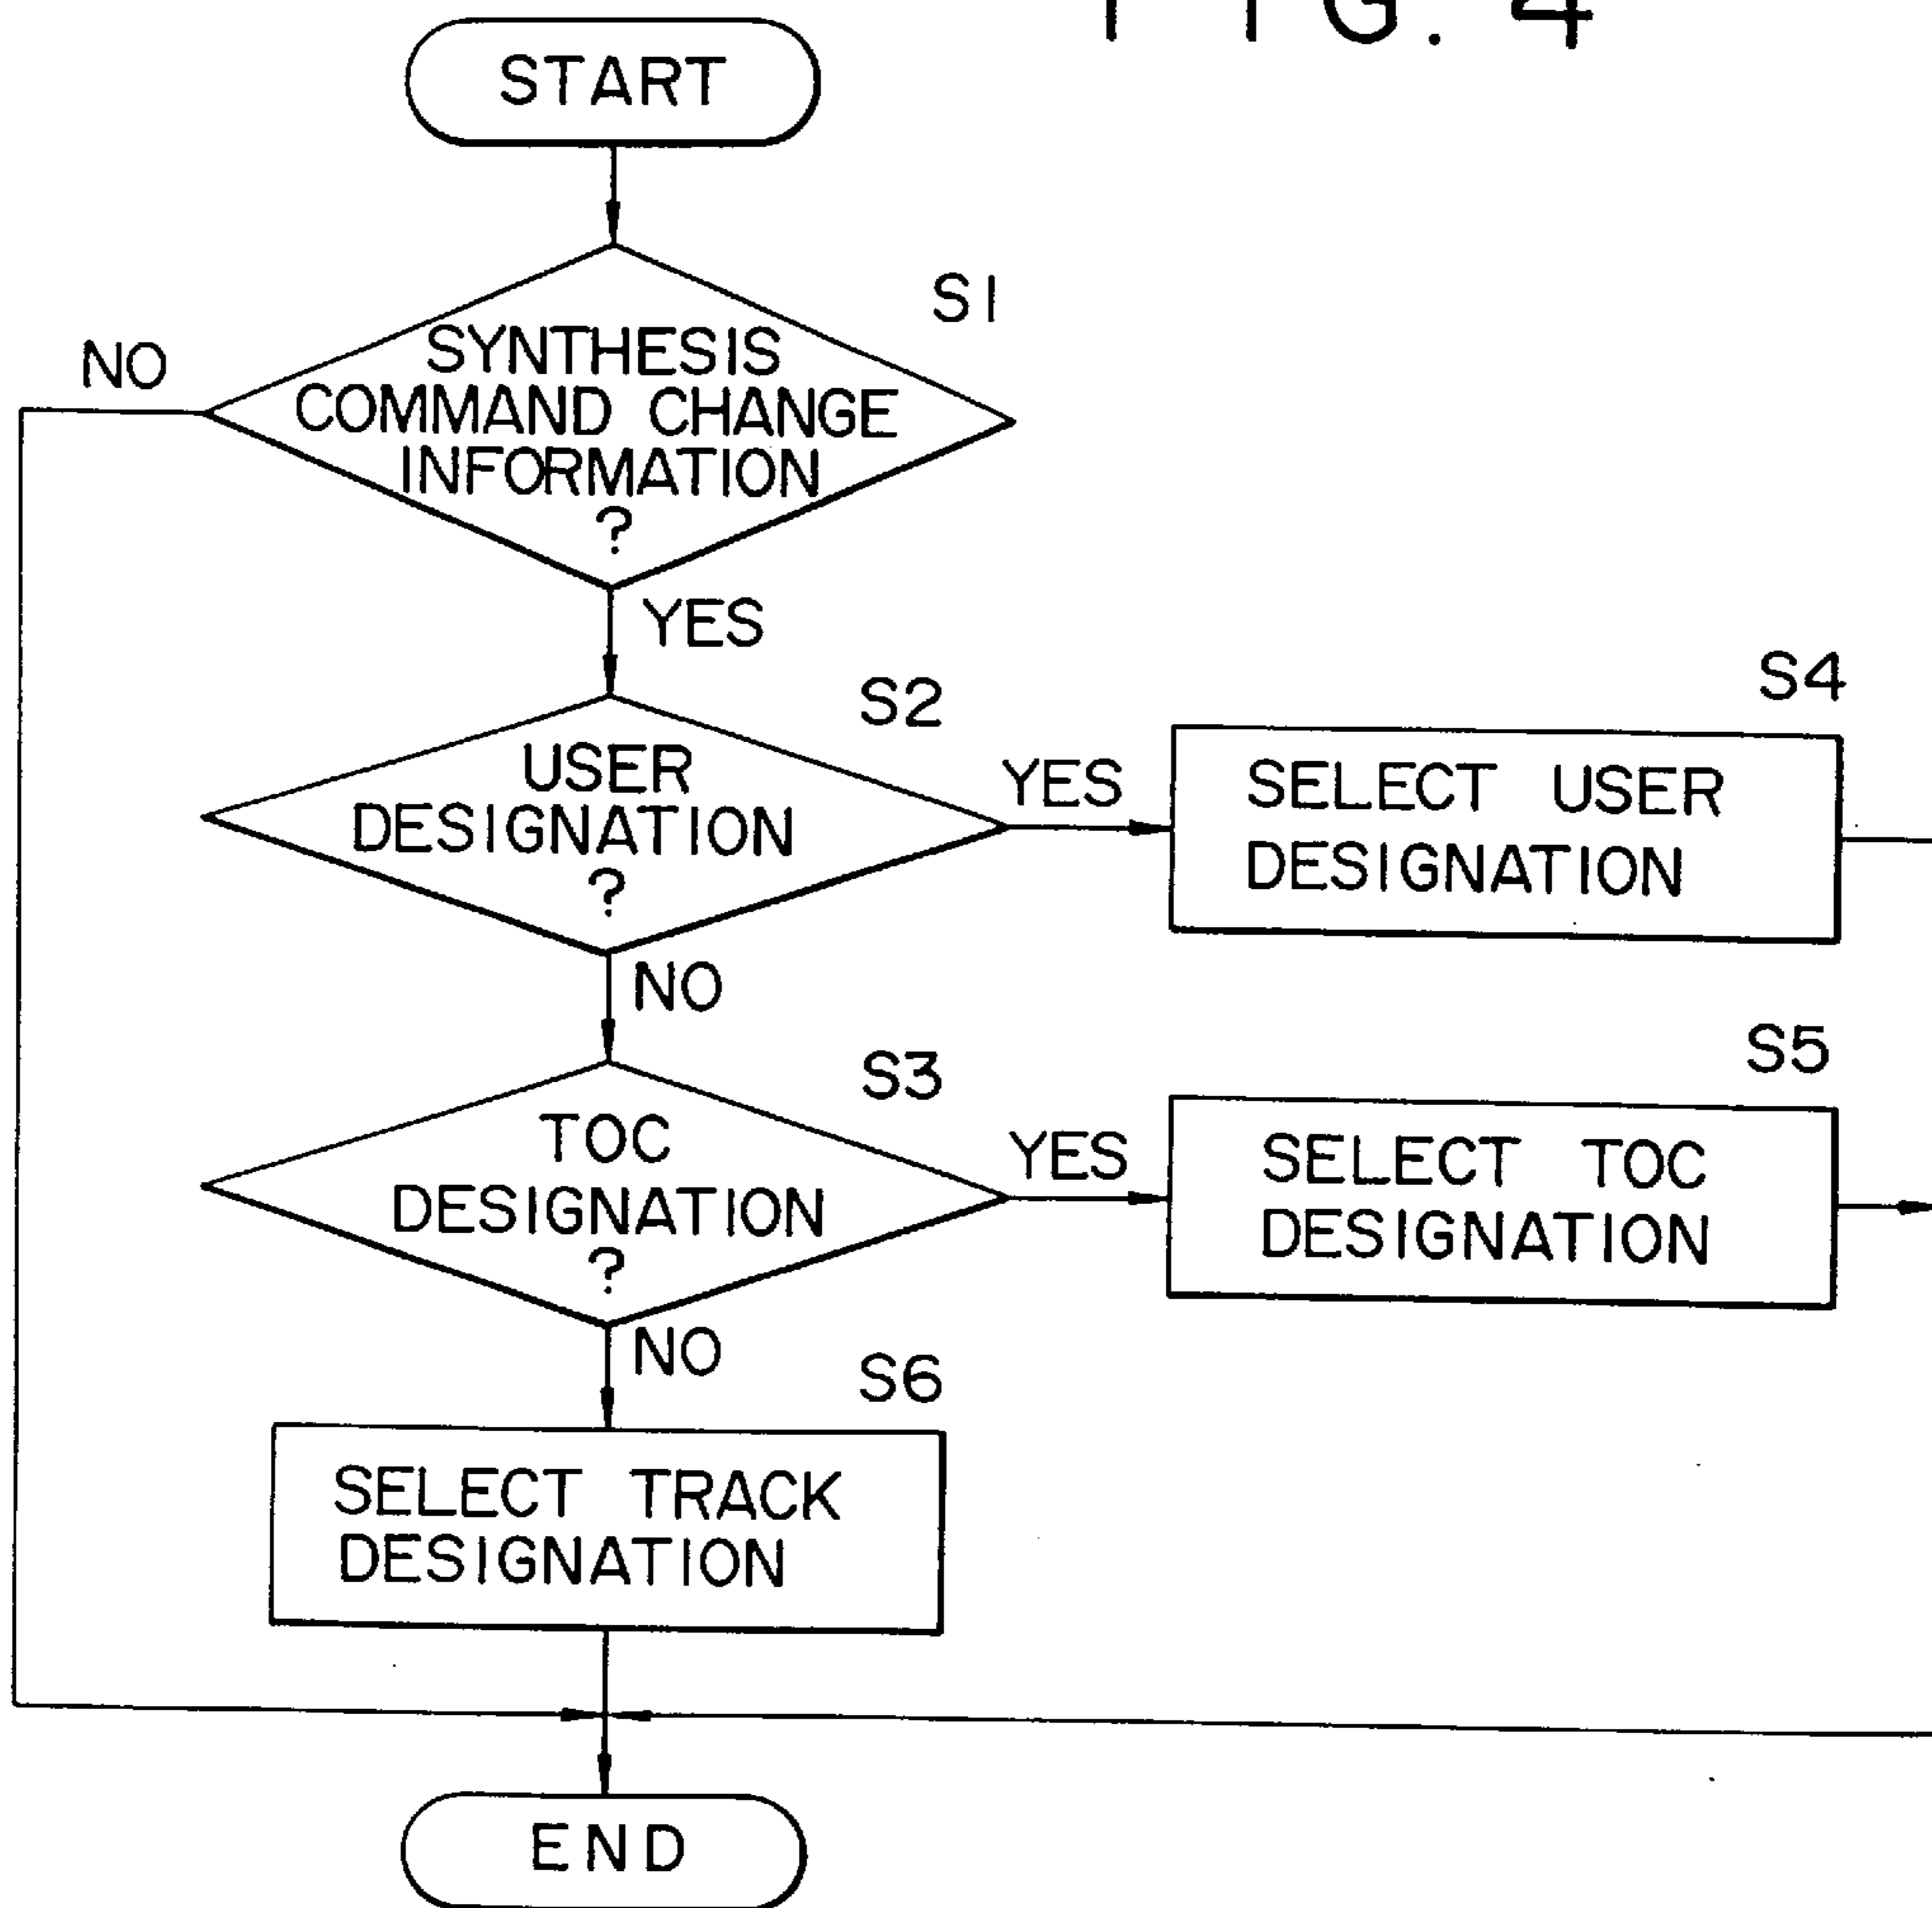 FIG. 4
START
S1
SYNTHESIS
COMMAND CHANGE
INFORMATION
?
NO
YES
S2
USER
DESIGNATION
?
YES
S4
SELECT USER
DESIGNATION
NO
S3
TOC
DESIGNATION
?
YES
S5
SELECT TOC
DESIGNATION
NO
S6
SELECT TRACK
DESIGNATION
END